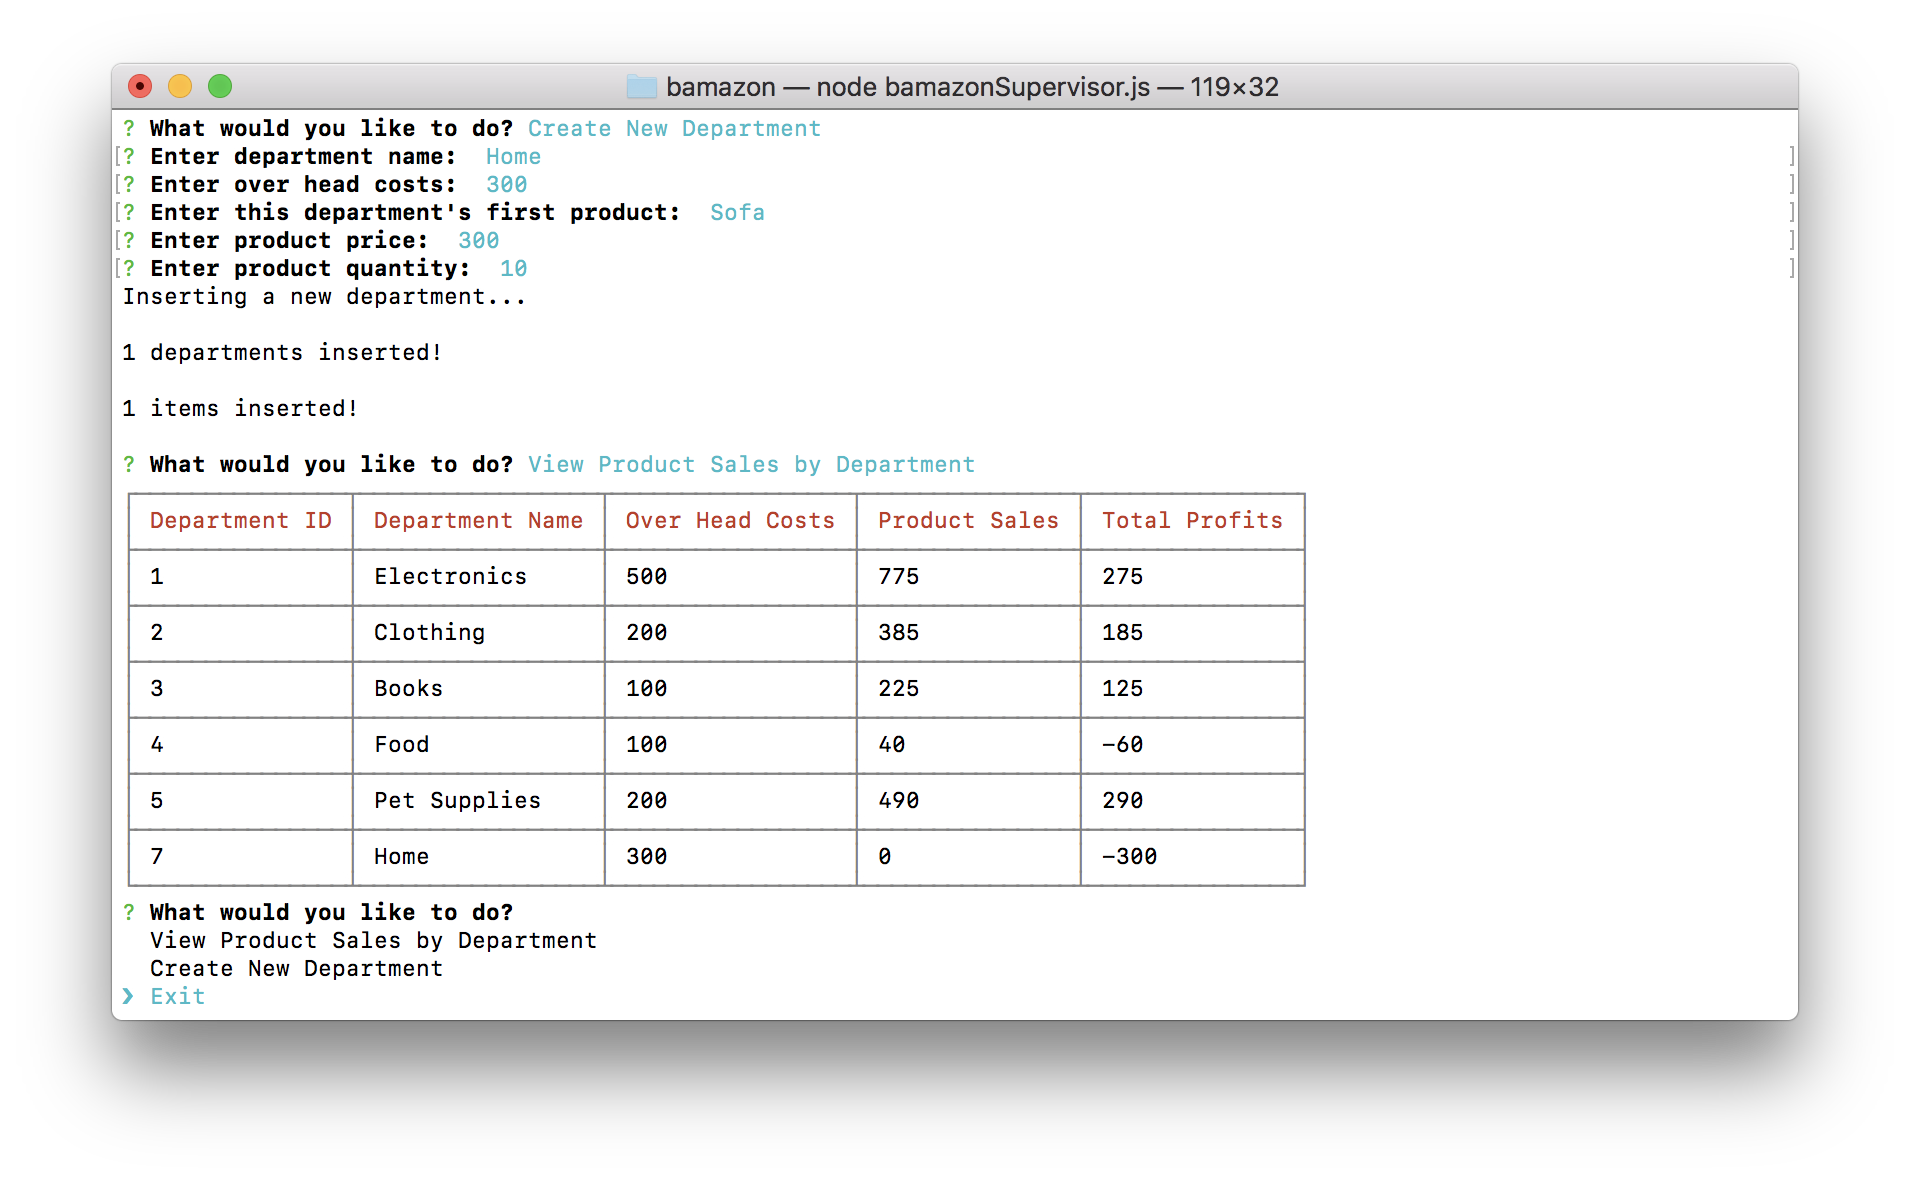 bamazon — node bamazonSupervisor.js — 119×32
? What would you like to do? Create New Department
[? Enter department name:  Home ]
[? Enter over head costs:  300 ]
[? Enter this department's first product:  Sofa ]
[? Enter product price:  300 ]
[? Enter product quantity:  10 ]
Inserting a new department...
1 departments inserted!
1 items inserted!
? What would you like to do? View Product Sales by Department
Department ID Department Name Over Head Costs Product Sales Total Profits
1 Electronics 500 775 275
2 Clothing 200 385 185
3 Books 100 225 125
4 Food 100 40 -60
5 Pet Supplies 200 490 290
7 Home 300 0 -300
? What would you like to do?
View Product Sales by Department
Create New Department
❯ Exit